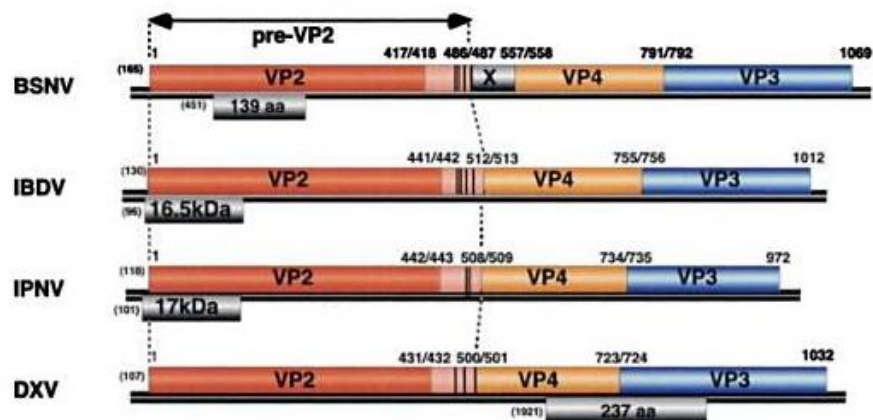 pre-VP2
1 417/418 486/487 557/558 791/792 1069
BSNV (165) VP2 X VP4 VP3
(451) 139 aa
1 441/442 512/513 755/756 1012
IBDV (130) VP2 VP4 VP3
(96) 16.5kDa
1 442/443 508/509 734/735 972
IPNV (118) VP2 VP4 VP3
(101) 17kDa
1 431/432 500/501 723/724 1032
DXV (107) VP2 VP4 VP3
(1921) 237 aa